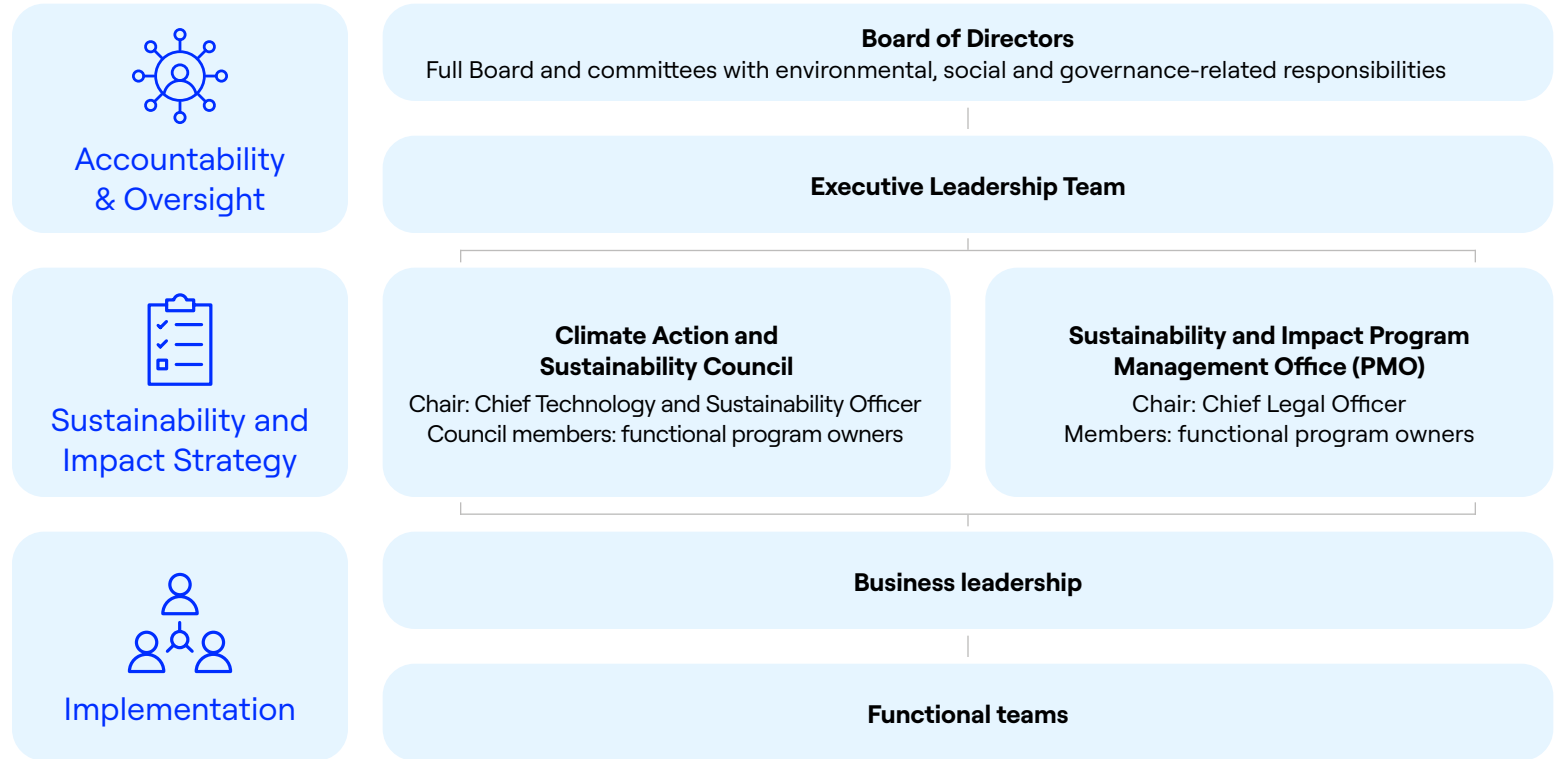 Accountability
& Oversight
Board of Directors
Full Board and committees with environmental, social and governance-related responsibilities
Executive Leadership Team
Sustainability and
Impact Strategy
Climate Action and
Sustainability Council
Chair: Chief Technology and Sustainability Officer
Council members: functional program owners
Sustainability and Impact Program
Management Office (PMO)
Chair: Chief Legal Officer
Members: functional program owners
Implementation
Business leadership
Functional teams